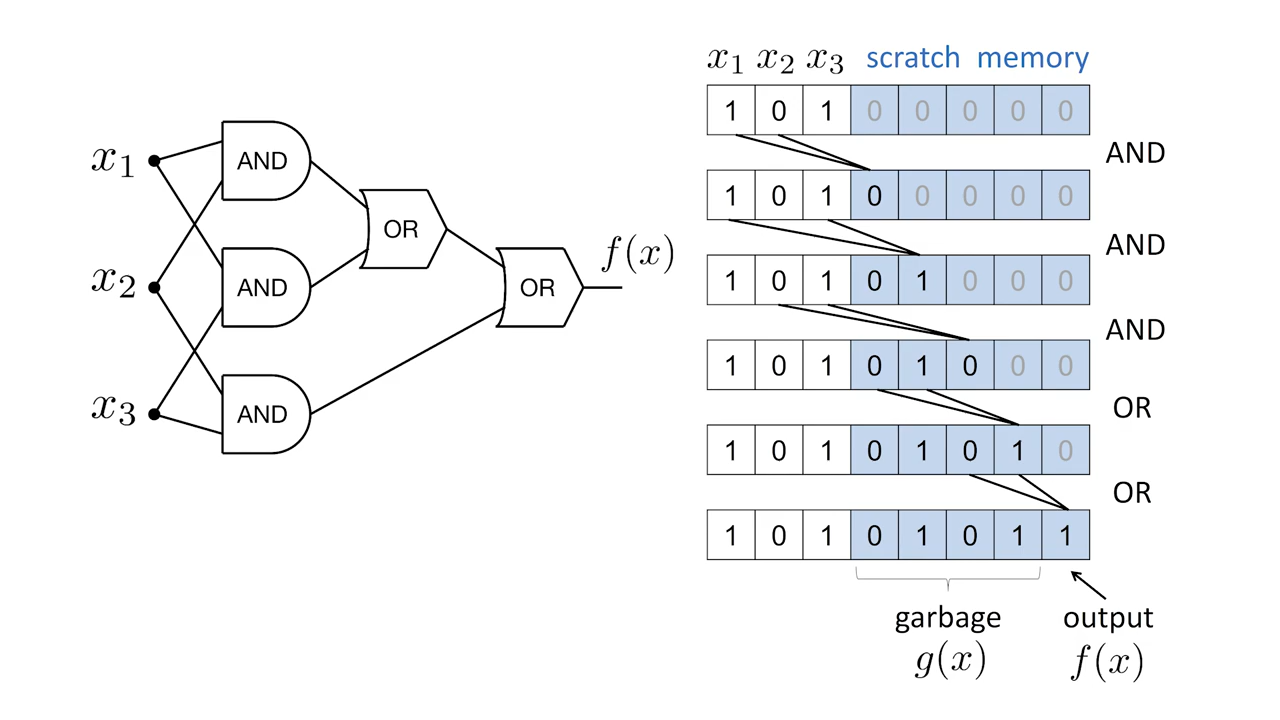 x₁
x₂
x₃
AND
AND
AND
OR
OR
f(x)
x₁ x₂ x₃ scratch memory
1 0 1 0 0 0 0 0
AND
1 0 1 0 0 0 0 0
AND
1 0 1 0 1 0 0 0
AND
1 0 1 0 1 0 0 0
OR
1 0 1 0 1 0 1 0
OR
1 0 1 0 1 0 1 1
garbage output
g(x) f(x)